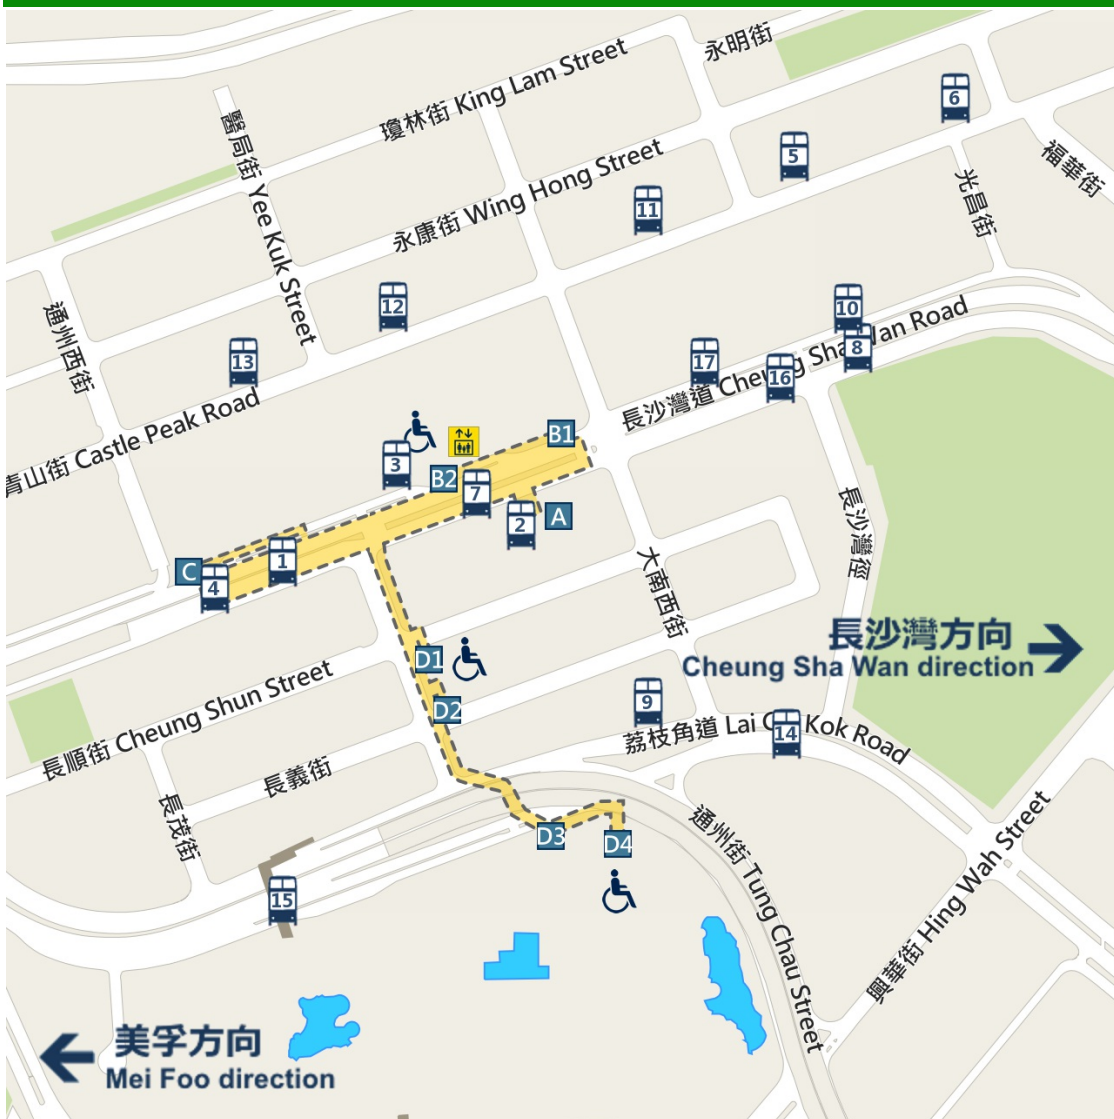 永明街
瓊林街 King Lam Street
6
醫局街 Yee Kuk Street
5
福華街
永康街 Wing Hong Street
11
光昌街
通州西街
12
10
長沙灣道 Cheung Sha Wan Road
13
17
8
16
青山街 Castle Peak Road
B1
3
B2
7
2
A
長沙灣徑
1
C
4
大南西街
長沙灣方向
Cheung Sha Wan direction
D1
長順街 Cheung Shun Street
D2
9
荔枝角道 Lai C Kok Road
14
長義街
長茂街
通州街 Tung Chau Street
D3
D4
興華街 Hing Wah Street
15
美孚方向
Mei Foo direction